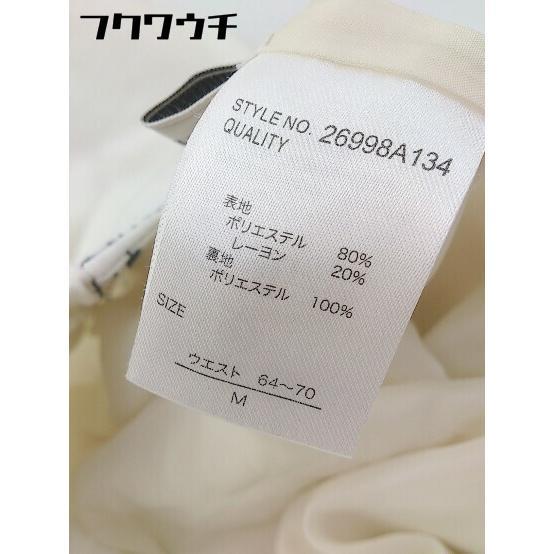 フクワウチ
STYLE NO. 26998A134
QUALITY
表地
ポリエステル 80%
レーヨン 20%
裏地
ポリエステル 100%
SIZE
ウエスト 64～70
M